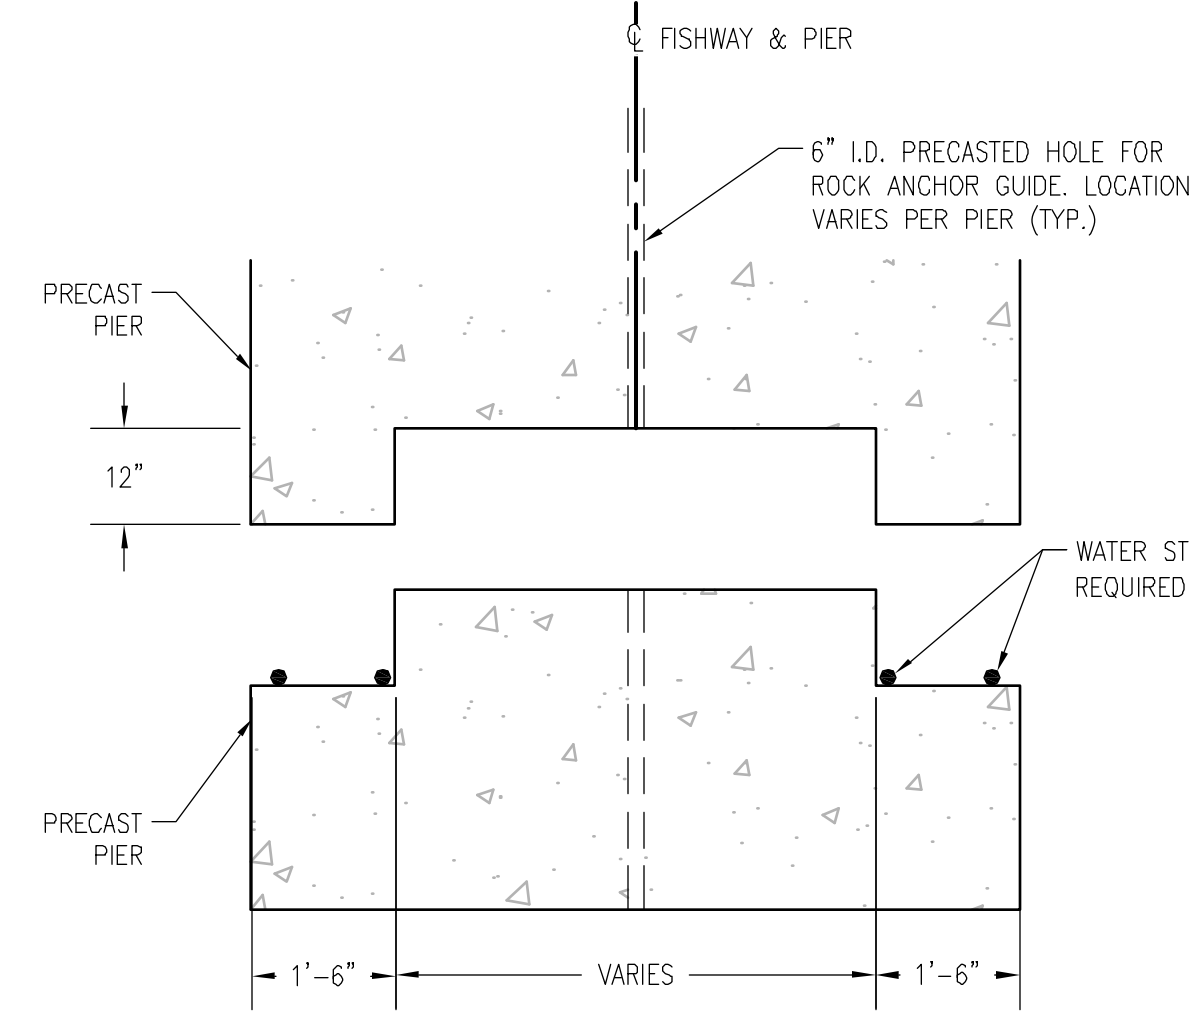 ℄ FISHWAY & PIER
6" I.D. PRECASTED HOLE FOR
ROCK ANCHOR GUIDE. LOCATION
VARIES PER PIER (TYP.)
PRECAST
PIER
12"
WATER ST
REQUIRED
PRECAST
PIER
1'-6"
VARIES
1'-6"